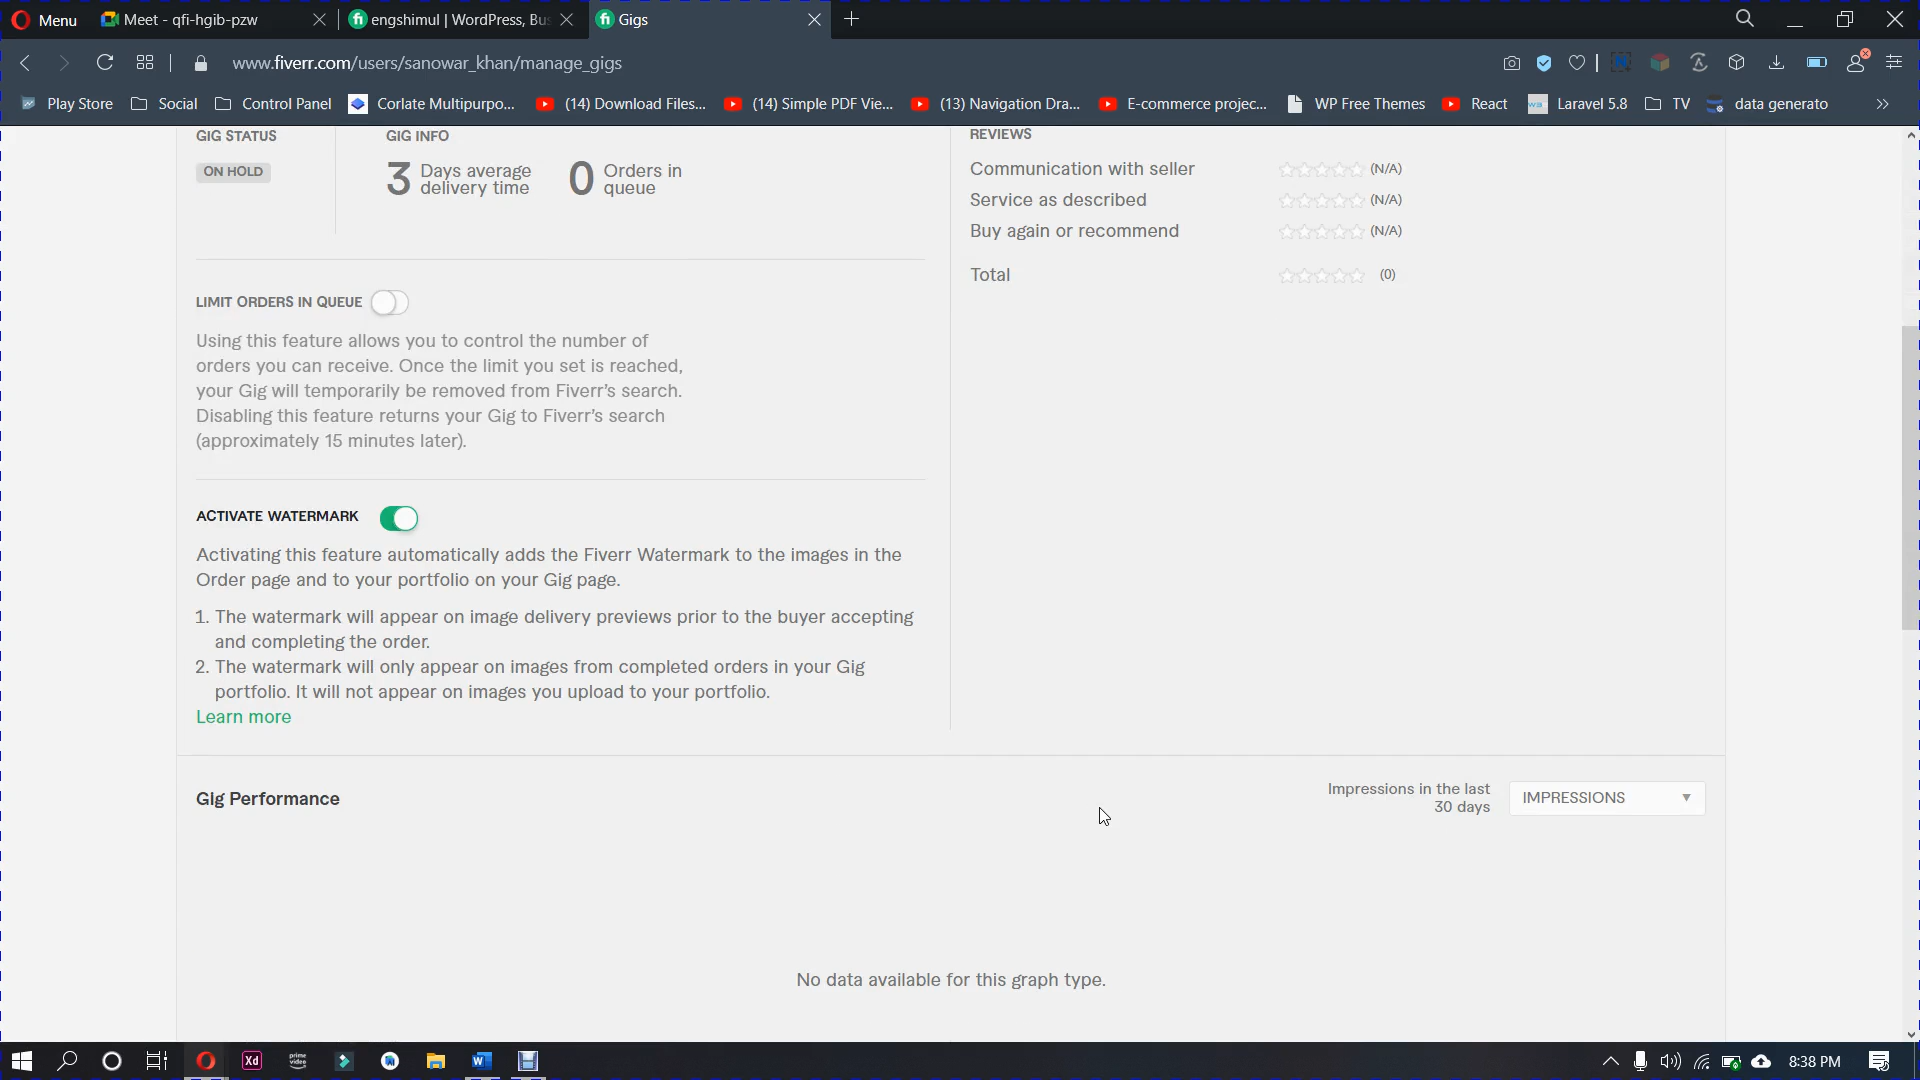 Menu
Meet - qfi-hgib-pzw
engshimul | WordPress, Bus
Gigs
www.fiverr.com/users/sanowar_khan/manage_gigs
Play Store
Social
Control Panel
Corlate Multipurpo...
(14) Download Files...
(14) Simple PDF Vie...
(13) Navigation Dra...
E-commerce projec...
WP Free Themes
React
Laravel 5.8
TV
data generato
GIG STATUS
ON HOLD
GIG INFO
3 Days average
delivery time
0 Orders in
queue
REVIEWS
Communication with seller (N/A)
Service as described (N/A)
Buy again or recommend (N/A)
Total (0)
LIMIT ORDERS IN QUEUE
Using this feature allows you to control the number of
orders you can receive. Once the limit you set is reached,
your Gig will temporarily be removed from Fiverr's search.
Disabling this feature returns your Gig to Fiverr's search
(approximately 15 minutes later).
ACTIVATE WATERMARK
Activating this feature automatically adds the Fiverr Watermark to the images in the
Order page and to your portfolio on your Gig page.
1. The watermark will appear on image delivery previews prior to the buyer accepting
and completing the order.
2. The watermark will only appear on images from completed orders in your Gig
portfolio. It will not appear on images you upload to your portfolio.
Learn more
Gig Performance
Impressions in the last
30 days
IMPRESSIONS
No data available for this graph type.
Xd
prime video
8:38 PM